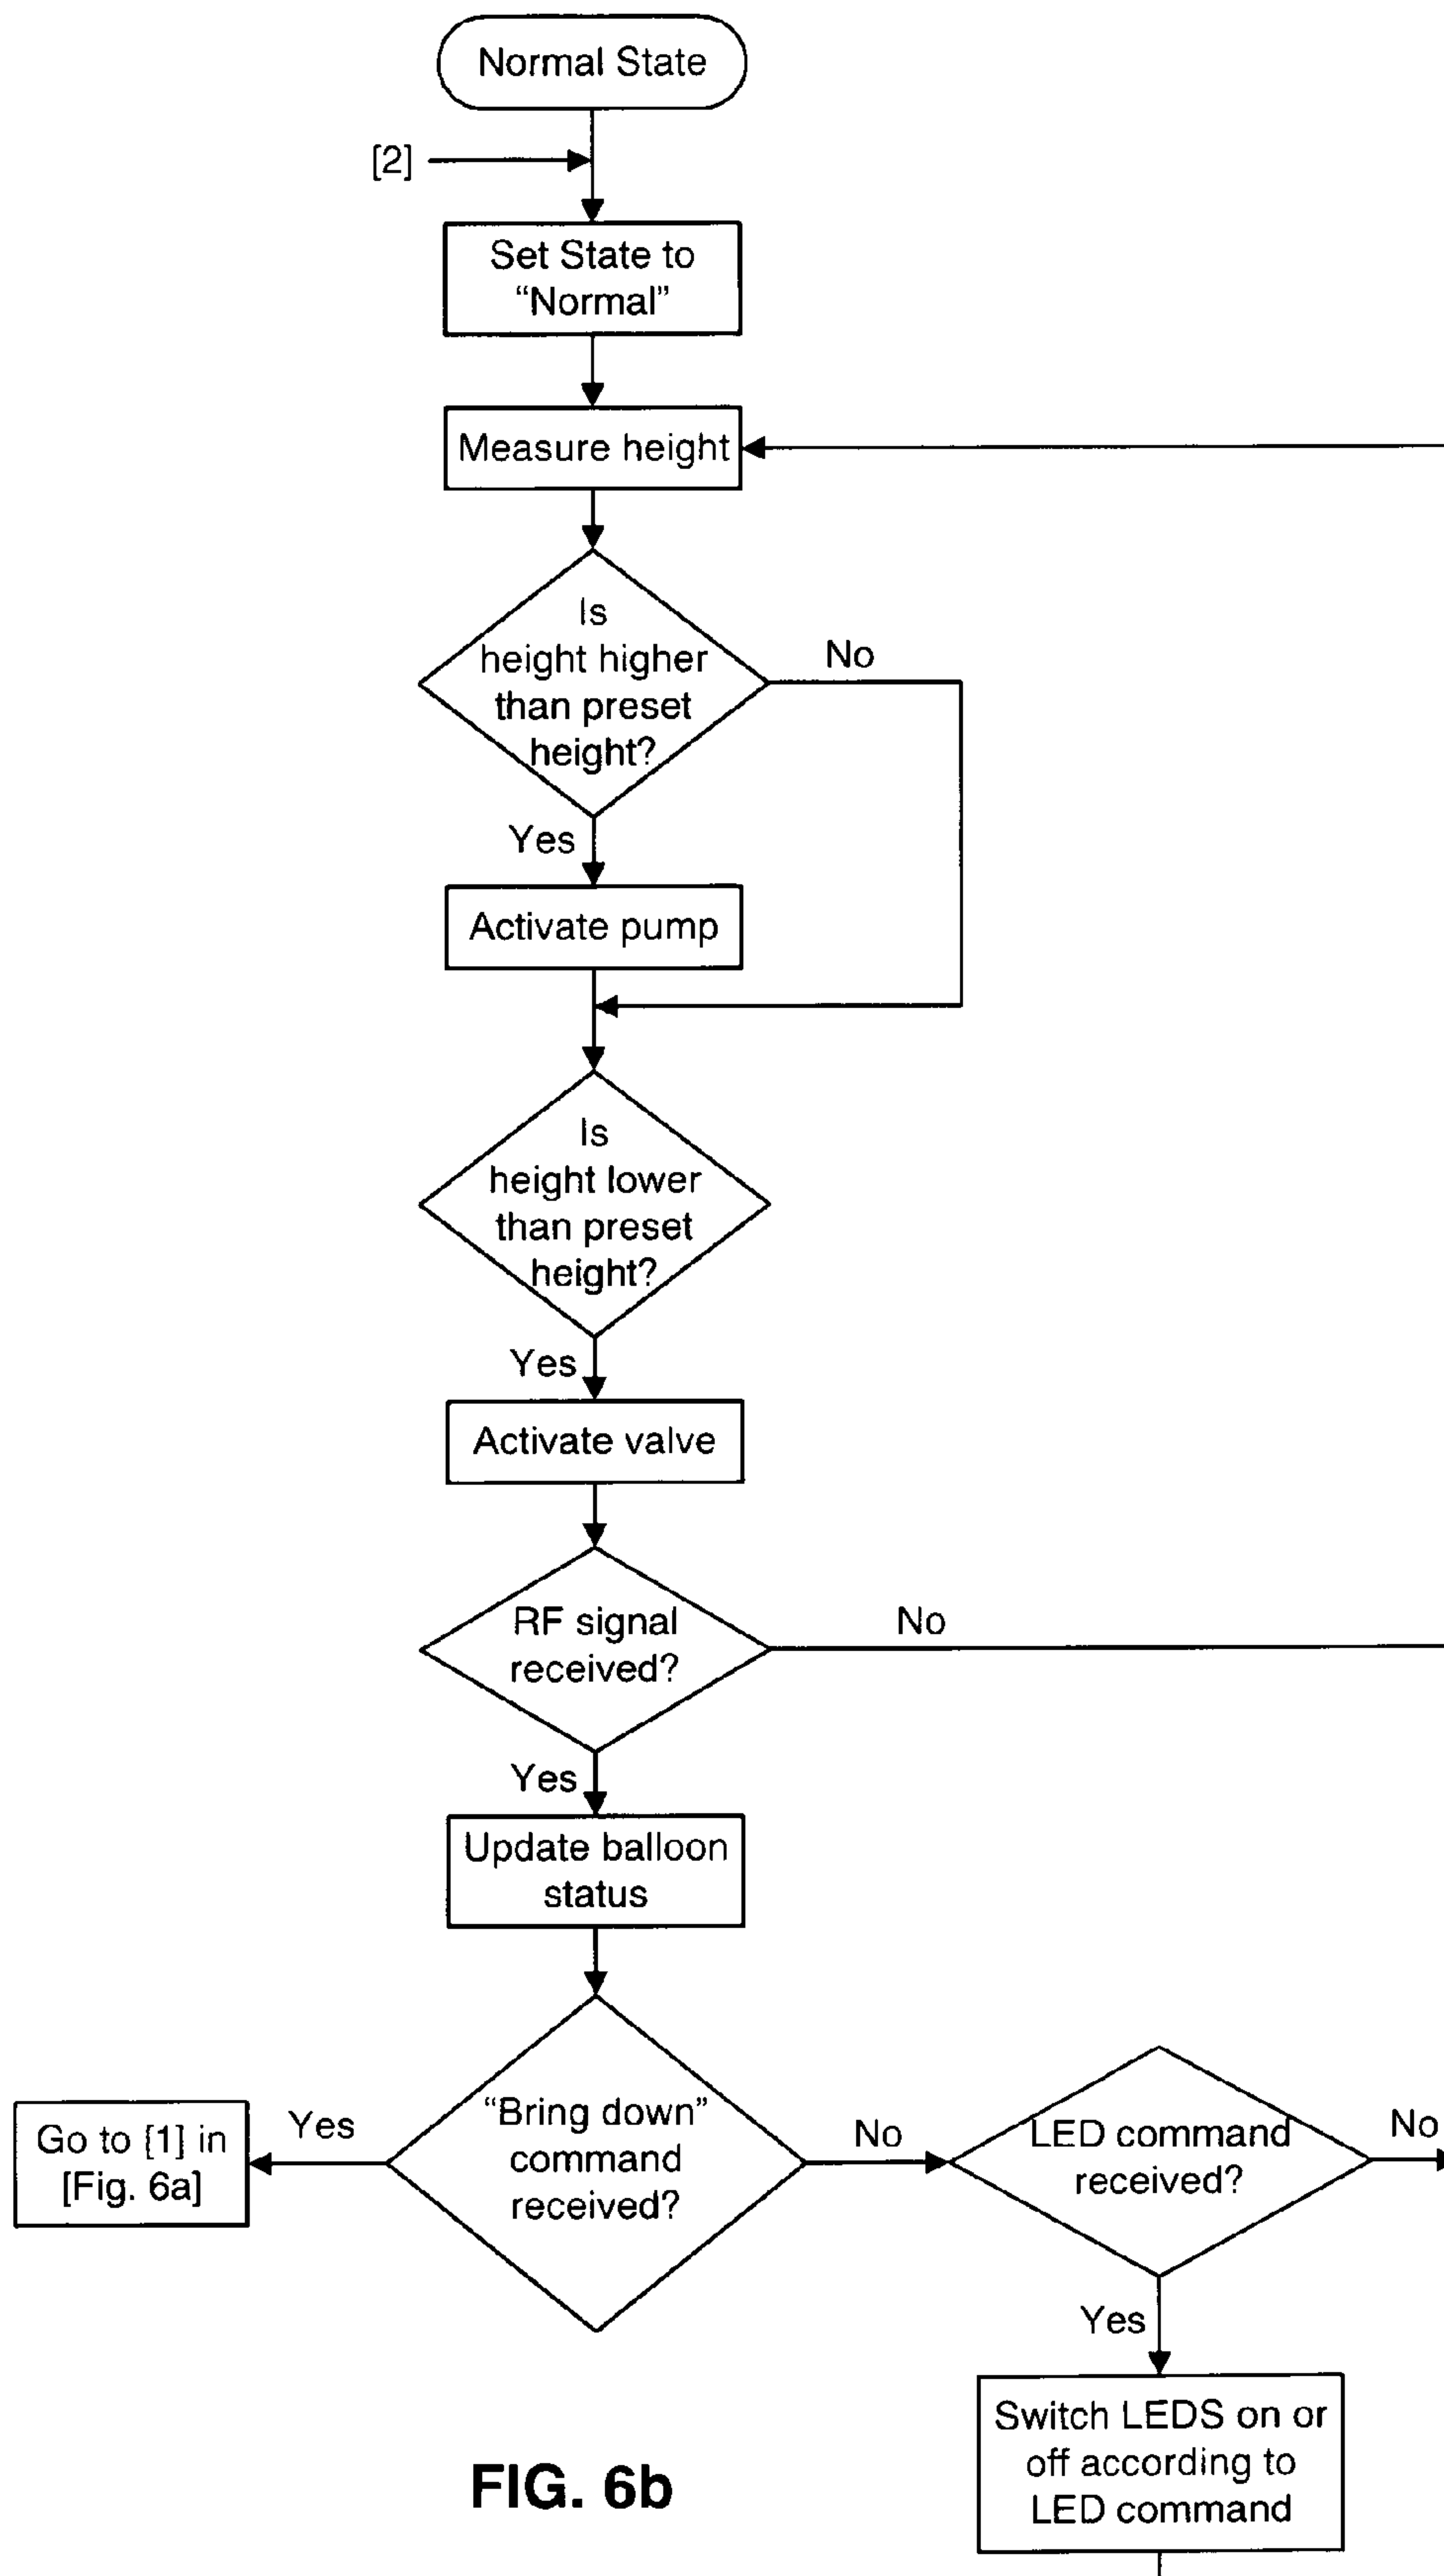 Normal State
[2]
Set State to
“Normal”
Measure height
Is
height higher
than preset
height?
No
Yes
Activate pump
Is
height lower
than preset
height?
Yes
Activate valve
RF signal
received?
No
Yes
Update balloon
status
“Bring down”
command
received?
Yes
Go to [1] in
[Fig. 6a]
No
LED command
received?
No
Yes
Switch LEDS on or
off according to
LED command
FIG. 6b